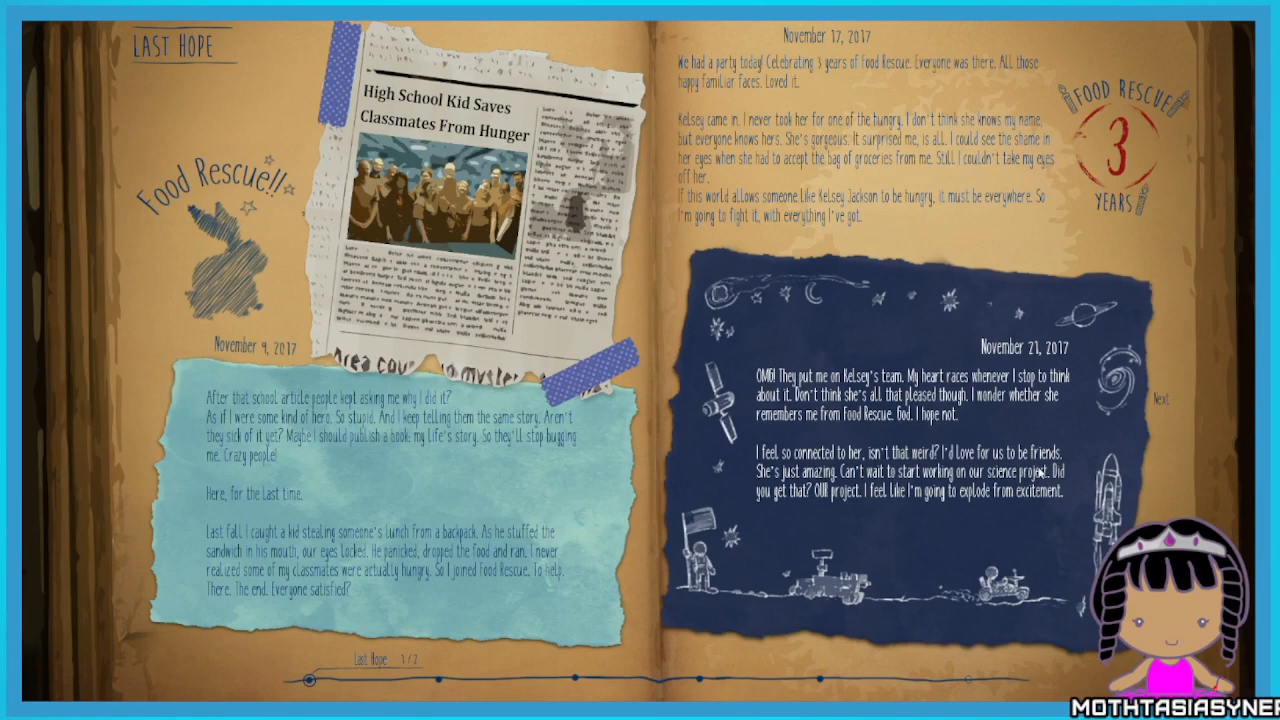 LAST HOPE
High School Kid Saves
Classmates From Hunger
Food Rescue!!
November 9, 2017
After that school article people kept asking me why I did it?
As if I were some kind of hero. So stupid. And I keep telling them the same story. Aren't
they sick of it yet? Maybe I should publish a book: my life's story. So they'll stop bugging
me. Crazy people!
Here, for the last time.
Last fall I caught a kid stealing someone's lunch from a backpack. As he stuffed the
sandwich in his mouth, our eyes locked. He panicked, dropped the food and ran. I never
realized some of my classmates were actually hungry. So I joined Food Rescue. To help.
There. The end. Everyone satisfied?
November 17, 2017
We had a party today! Celebrating 3 years of Food Rescue. Everyone was there. All those
happy familiar faces. Loved it.
Kelsey came in. I never took her for one of the hungry. I don't think she knows my name,
but everyone knows hers. She's gorgeous. It surprised me, is all. I could see the shame in
her eyes when she had to accept the bag of groceries from me. Still I couldn't take my eyes
off her.
If this world allows someone like Kelsey Jackson to be hungry, it must be everywhere. So
I'm going to fight it, with everything I've got.
FOOD RESCUE
3
YEARS
November 21, 2017
OMG! They put me on Kelsey's team. My heart races whenever I stop to think
about it. Don't think she's all that pleased though. I wonder whether she
remembers me from Food Rescue. God, I hope not.
I feel so connected to her, isn't that weird? I'd love for us to be friends.
She's just amazing. Can't wait to start working on our science project. Did
you get that? OUR project. I feel like I'm going to explode from excitement.
Next
Last Hope 1/2
MOTHTASIASYNE